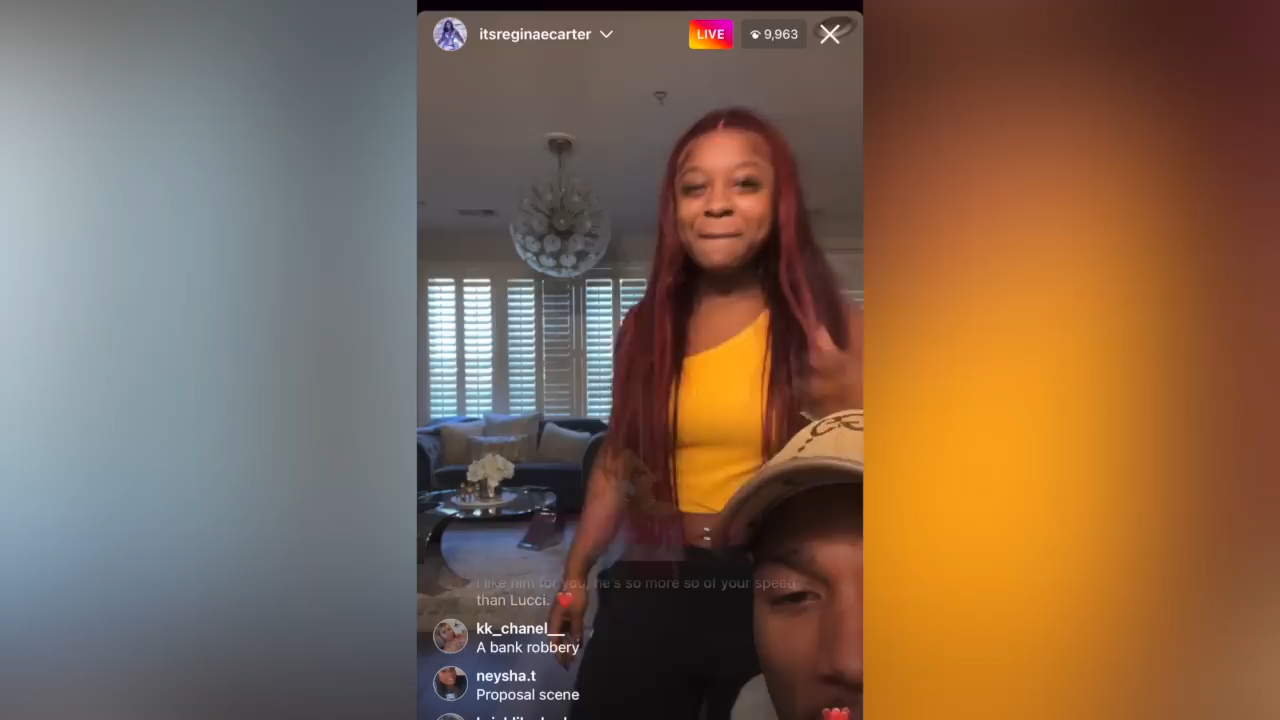 itsreginaecarter
LIVE
9,963
I like him for you, he's so more so of your speed
than Lucci. ❤️
kk_chanel__
A bank robbery
neysha.t
Proposal scene